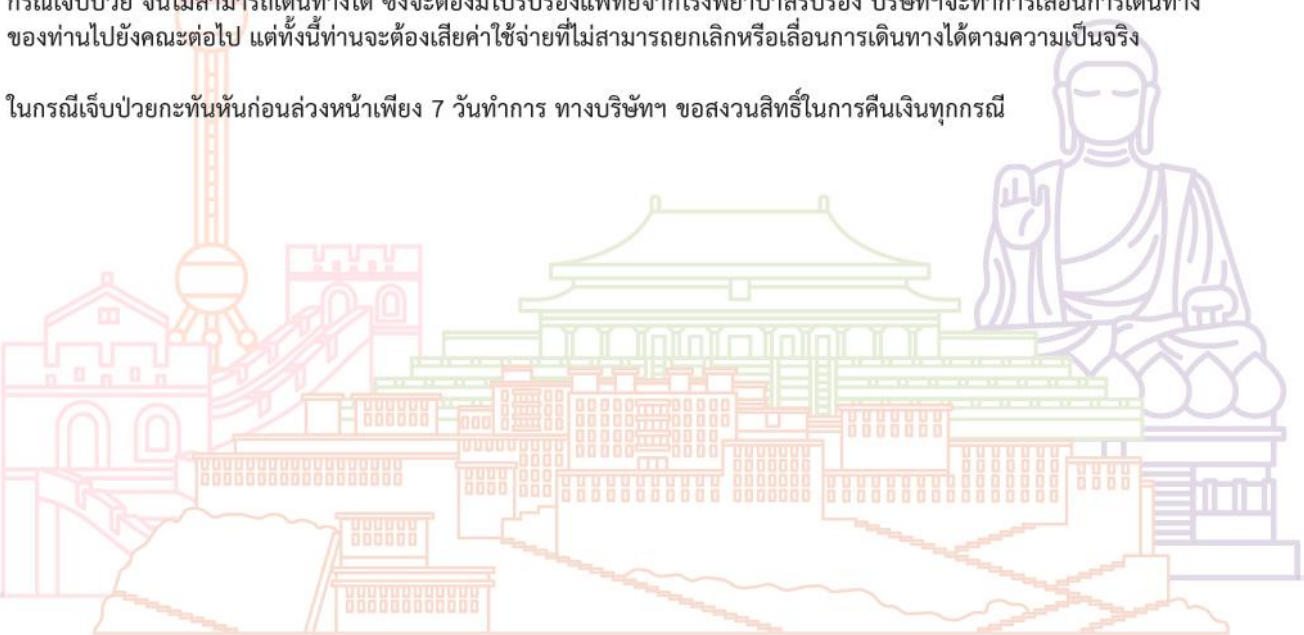 กรณีเจ็บป่วย จนไม่สามารถเดินทางได้ ซึ่งจะต้องมีใบรับรองแพทย์จากโรงพยาบาลรับรอง บริษัทฯจะทำการเลื่อนการเดินทาง
ของท่านไปยังคณะต่อไป แต่ทั้งนี้ท่านจะต้องเสียค่าใช้จ่ายที่ไม่สามารถยกเลิกหรือเลื่อนการเดินทางได้ตามความเป็นจริง
ในกรณีเจ็บป่วยกะทันหันก่อนล่วงหน้าเพียง 7 วันทำการ ทางบริษัทฯ ขอสงวนสิทธิ์ในการคืนเงินทุกกรณี